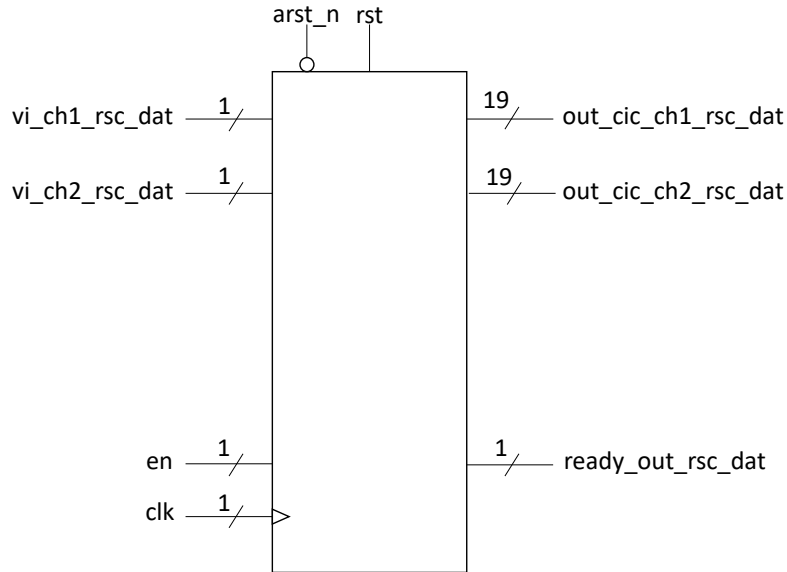 arst_n rst
vi_ch1_rsc_dat 1 19 out_cic_ch1_rsc_dat
vi_ch2_rsc_dat 1 19 out_cic_ch2_rsc_dat
en 1 1 ready_out_rsc_dat
clk 1